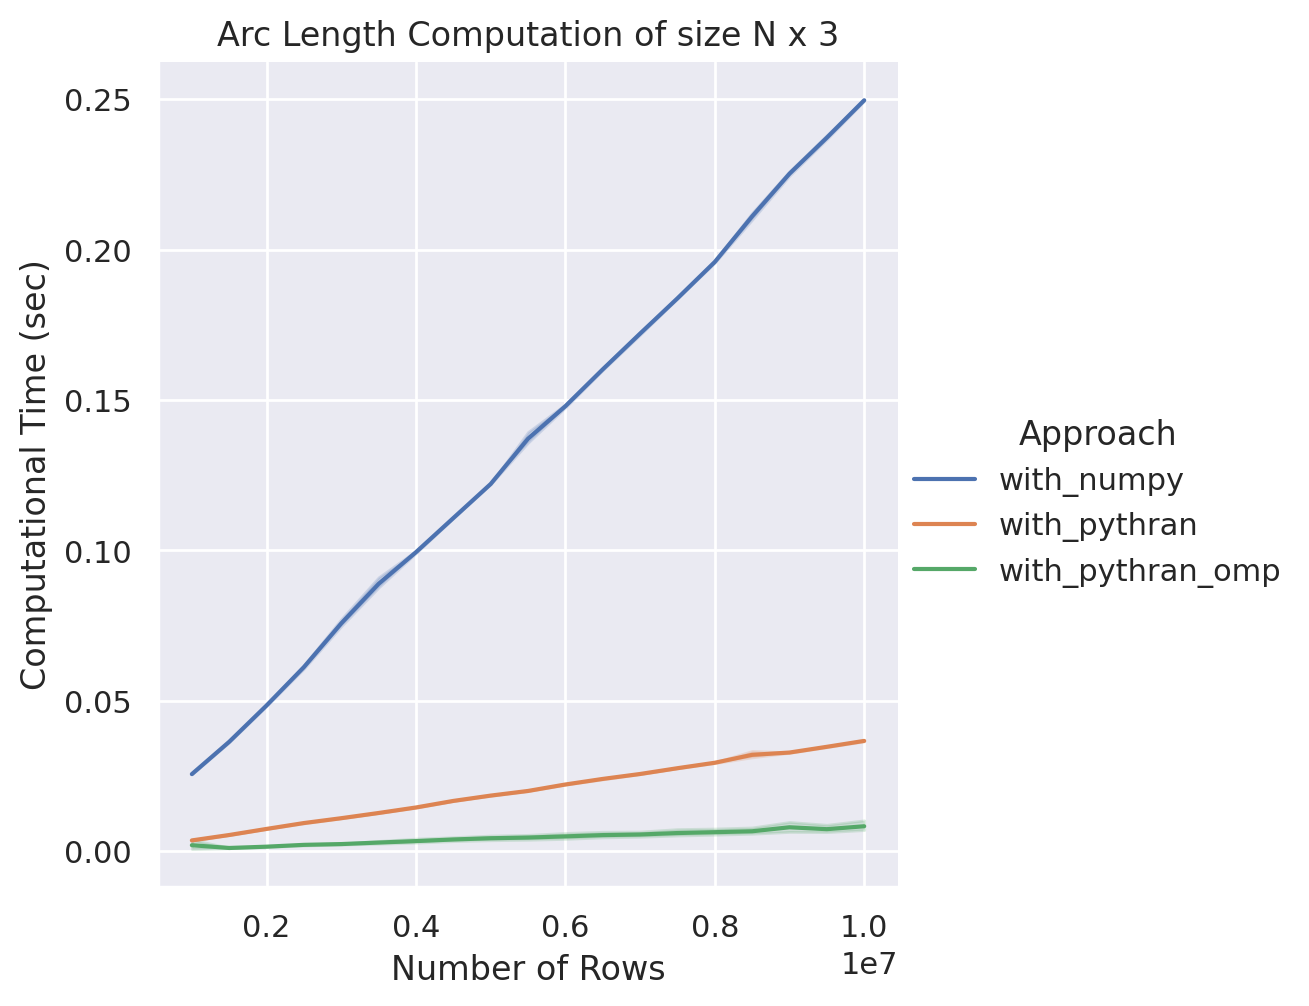 Arc Length Computation of size N x 3
Computational Time (sec)
0.25
0.20
0.15
0.10
0.05
0.00
0.2
0.4
0.6
0.8
1.0
1e7
Number of Rows
Approach
with_numpy
with_pythran
with_pythran_omp